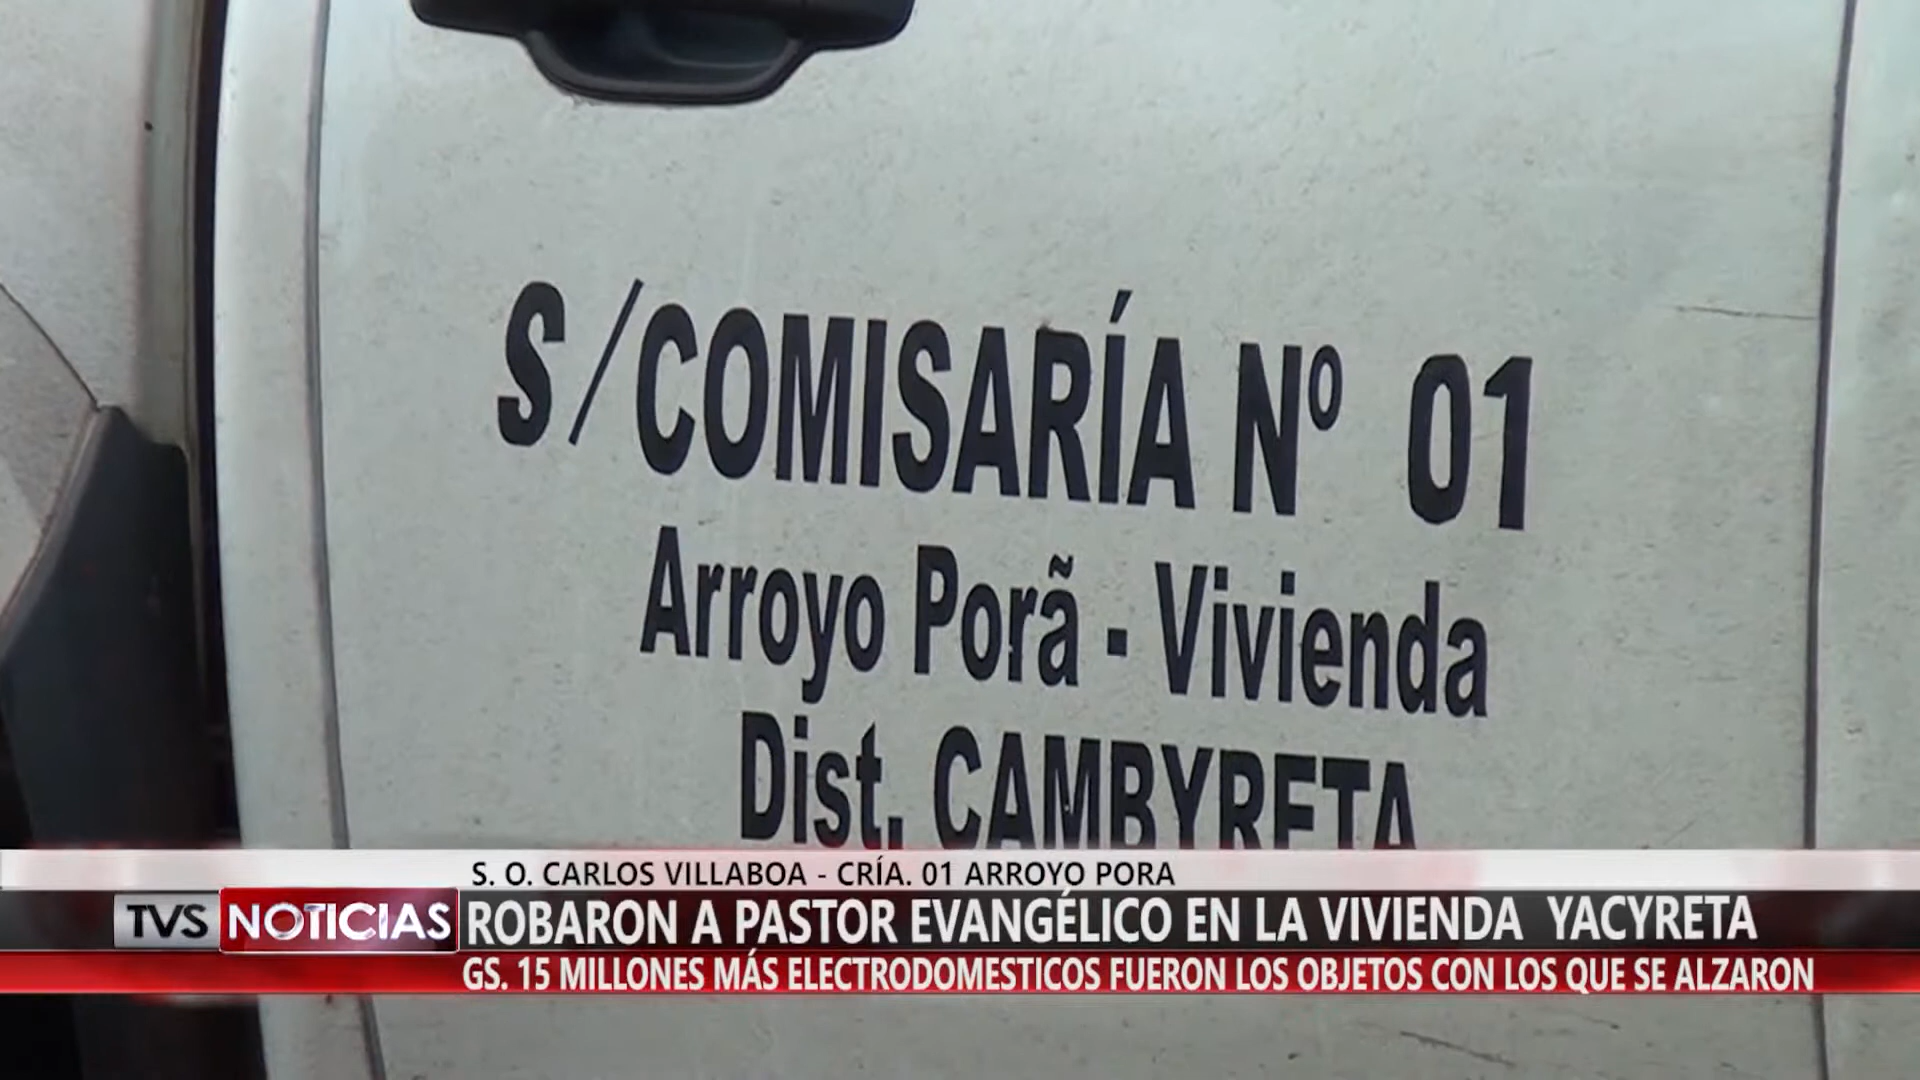 S/COMISARÍA Nº 01
Arroyo Porã - Vivienda
Dist. CAMBYRETA
S. O. CARLOS VILLABOA - CRÍA. 01 ARROYO PORA
TVS NOTICIAS
ROBARON A PASTOR EVANGÉLICO EN LA VIVIENDA YACYRETA
GS. 15 MILLONES MÁS ELECTRODOMESTICOS FUERON LOS OBJETOS CON LOS QUE SE ALZARON